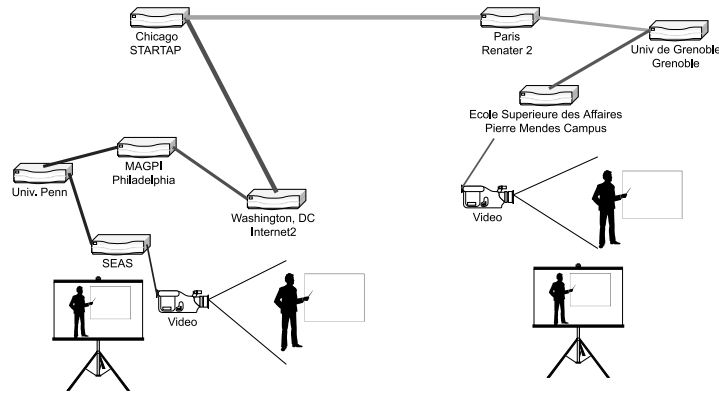 Chicago
STARTAP
Paris
Renater 2
Univ de Grenoble
Grenoble
Ecole Superieure des Affaires
Pierre Mendes Campus
MAGPI
Philadelphia
Univ. Penn
Washington, DC
Internet2
Video
SEAS
Video